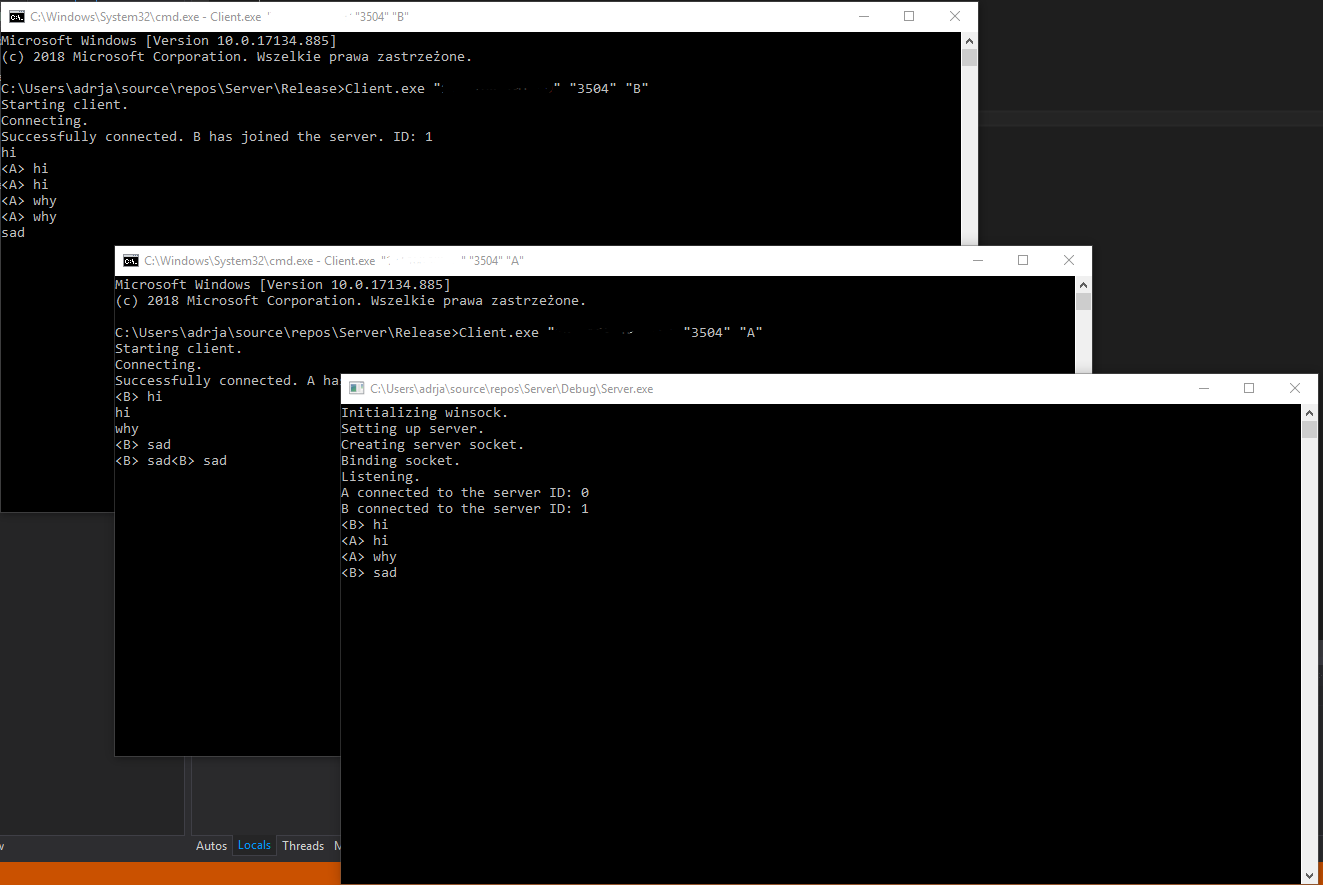 C:\Windows\System32\cmd.exe - Client.exe " "3504" "B"
Microsoft Windows [Version 10.0.17134.885]
(c) 2018 Microsoft Corporation. Wszelkie prawa zastrzeżone.
C:\Users\adrja\source\repos\Server\Release>Client.exe " " "3504" "B"
Starting client.
Connecting.
Successfully connected. B has joined the server. ID: 1
hi
<A> hi
<A> hi
<A> why
<A> why
sad
C:\Windows\System32\cmd.exe - Client.exe " " "3504" "A"
Microsoft Windows [Version 10.0.17134.885]
(c) 2018 Microsoft Corporation. Wszelkie prawa zastrzeżone.
C:\Users\adrja\source\repos\Server\Release>Client.exe " "3504" "A"
Starting client.
Connecting.
Successfully connected. A ha
<B> hi
hi
why
<B> sad
<B> sad<B> sad
C:\Users\adrja\source\repos\Server\Debug\Server.exe
Initializing winsock.
Setting up server.
Creating server socket.
Binding socket.
Listening.
A connected to the server ID: 0
B connected to the server ID: 1
<B> hi
<A> hi
<A> why
<B> sad
Autos Locals Threads